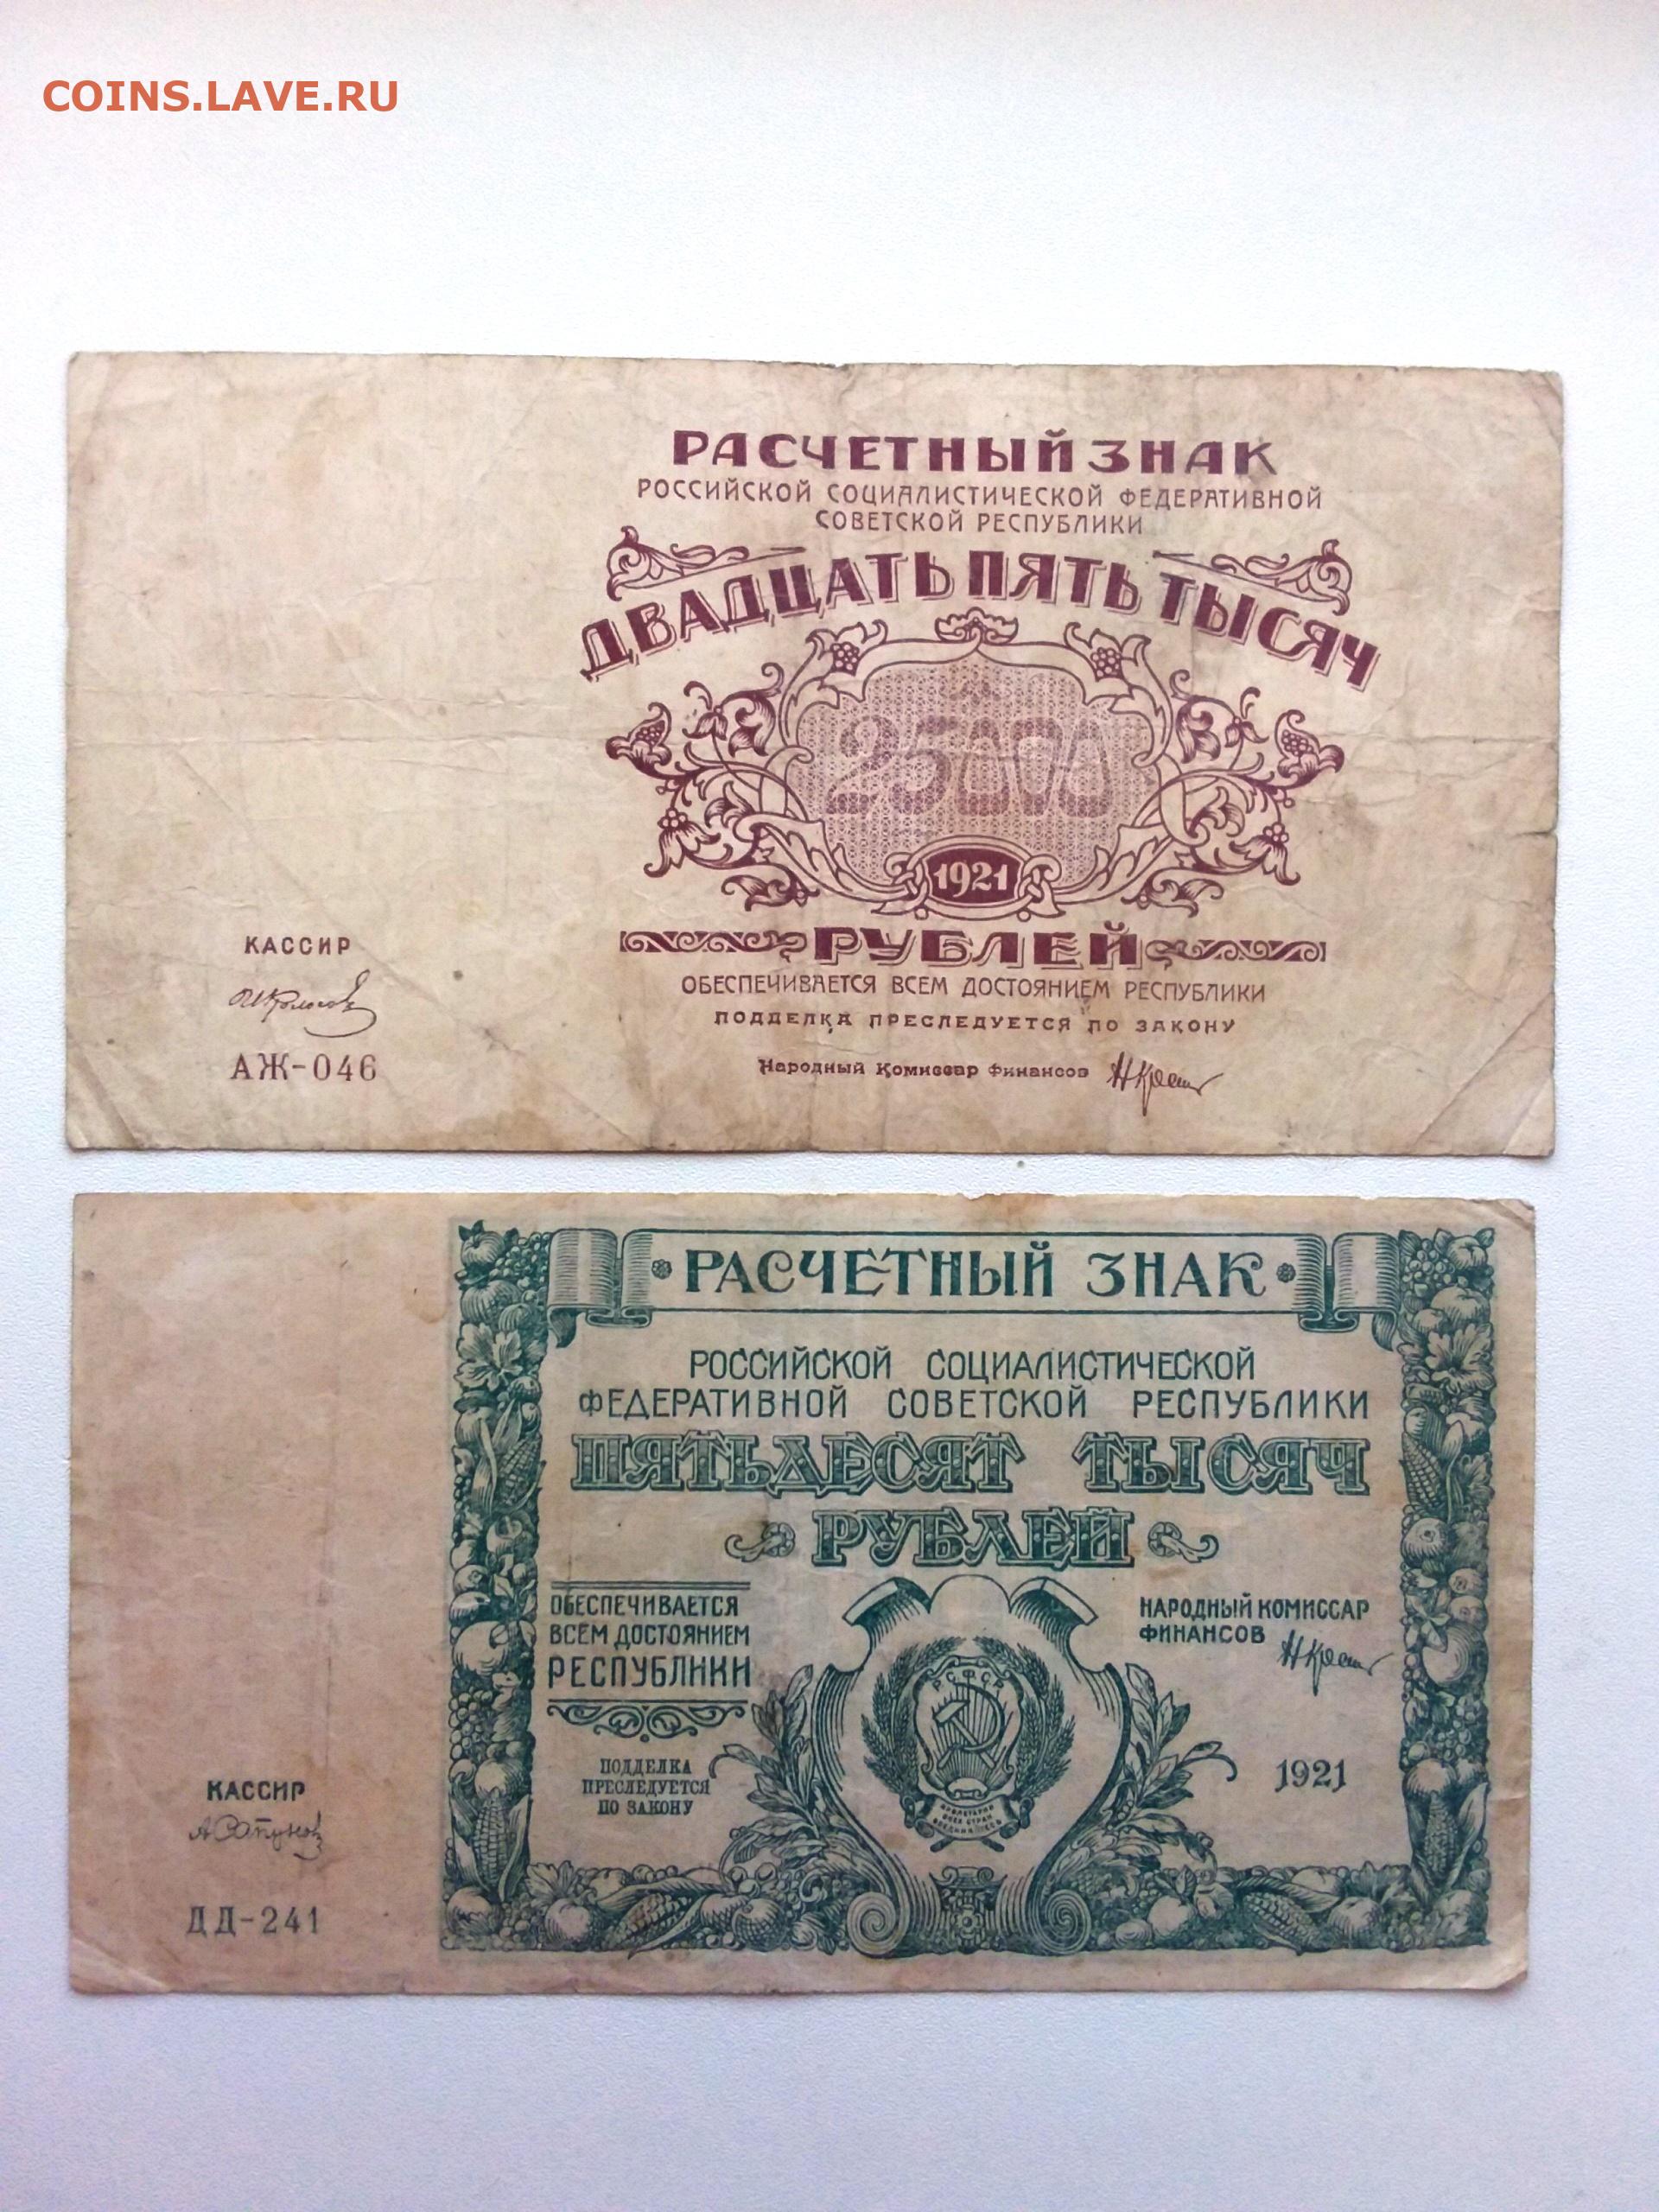 COINS.LAVE.RU
РАСЧЕТНЫЙ ЗНАК
РОССИЙСКОЙ СОЦИАЛИСТИЧЕСКОЙ ФЕДЕРАТИВНОЙ
СОВЕТСКОЙ РЕСПУБЛИКИ
ДВАДЦАТЬ ПЯТЬ ТЫСЯЧ
25000
1921
РУБЛЕЙ
ОБЕСПЕЧИВАЕТСЯ ВСЕМ ДОСТОЯНИЕМ РЕСПУБЛИКИ
ПОДДЕЛКА ПРЕСЛЕДУЕТСЯ ПО ЗАКОНУ
Народный Комиссар Финансов
КАССИР
АЖ-046
РАСЧЕТНЫЙ ЗНАК
РОССИЙСКОЙ СОЦИАЛИСТИЧЕСКОЙ
ФЕДЕРАТИВНОЙ СОВЕТСКОЙ РЕСПУБЛИКИ
ПЯТЬДЕСЯТ ТЫСЯЧ
РУБЛЕЙ
ОБЕСПЕЧИВАЕТСЯ
ВСЕМ ДОСТОЯНИЕМ
РЕСПУБЛИКИ
ПОДДЕЛКА
ПРЕСЛЕДУЕТСЯ
ПО ЗАКОНУ
НАРОДНЫЙ КОМИССАР
ФИНАНСОВ
Р.С.Ф.С.Р.
1921
КАССИР
ДД-241